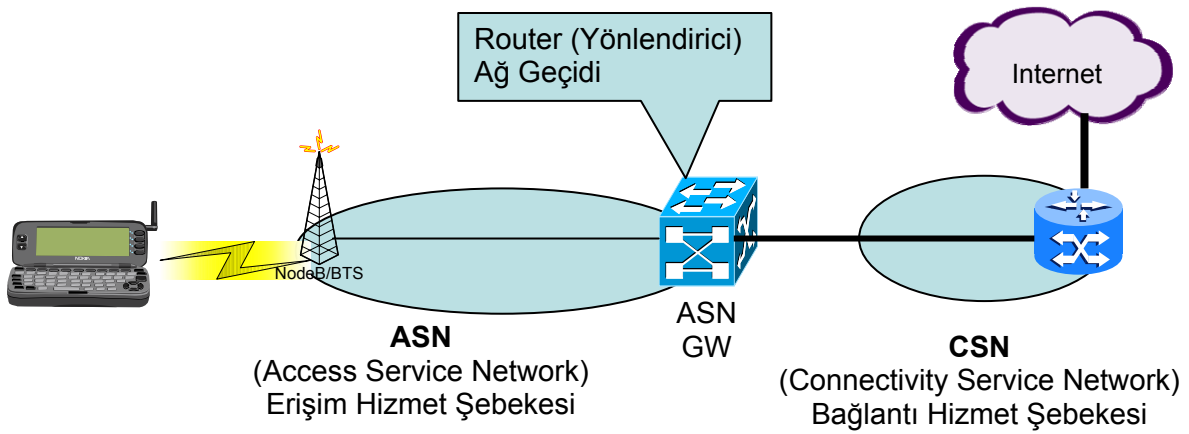 Router (Yönlendirici)
Ağ Geçidi
Internet
NOKIA
NodeB/BTS
ASN
GW
ASN
(Access Service Network)
Erişim Hizmet Şebekesi
CSN
(Connectivity Service Network)
Bağlantı Hizmet Şebekesi